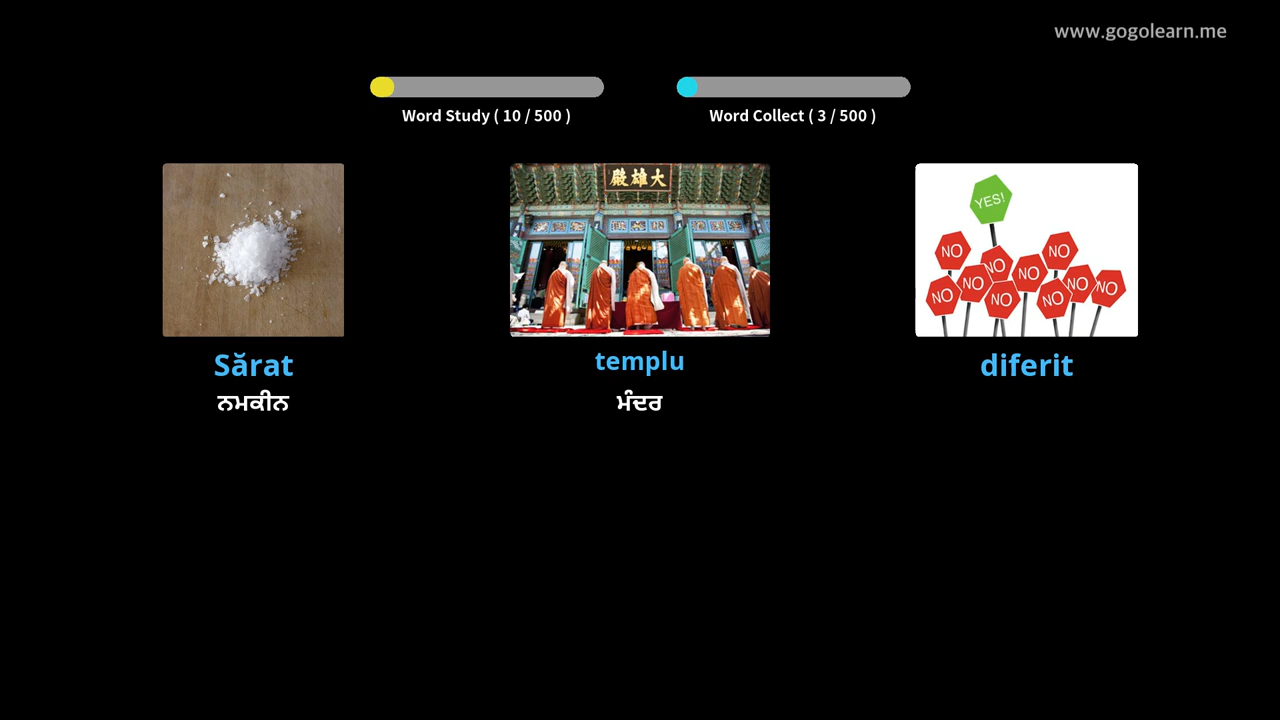 www.gogolearn.me
Word Study ( 10 / 500 )
Word Collect ( 3 / 500 )
殿雄大
YES!
NO
NO
NO
NO
NO
NO
NO
NO
NO
NO
Sărat
templu
diferit
ਨਮਕੀਨ
ਮੰਦਰ